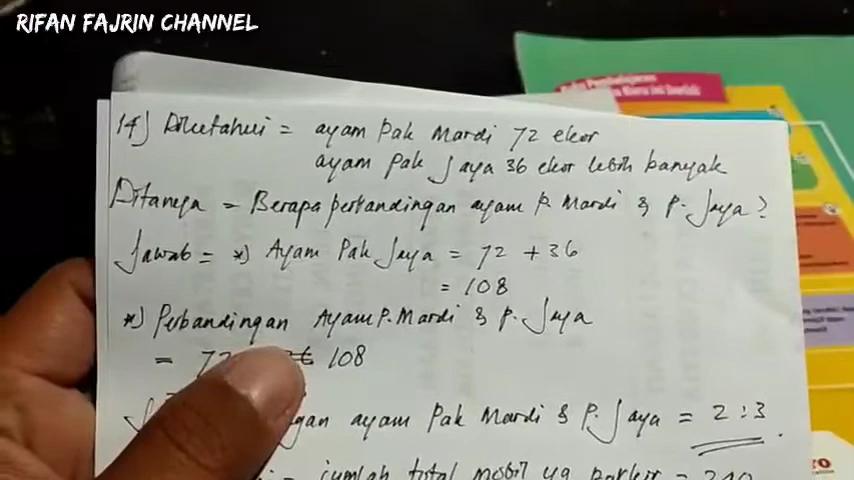 RIFAN FAJRIN CHANNEL
14) Diketahui = ayam pak Mardi 72 ekor
ayam pak Jaya 36 ekor lebih banyak
Ditanya = Berapa perbandingan ayam P. Mardi & P. Jaya?
Jawab = *) Ayam Pak Jaya = 72 + 36
= 108
*) Perbandingan Ayam P. Mardi & P. Jaya
= 72 108
ayam Pak Mardi & P. Jaya = 2 : 3
= jumlah total mobil yg parkir = 240